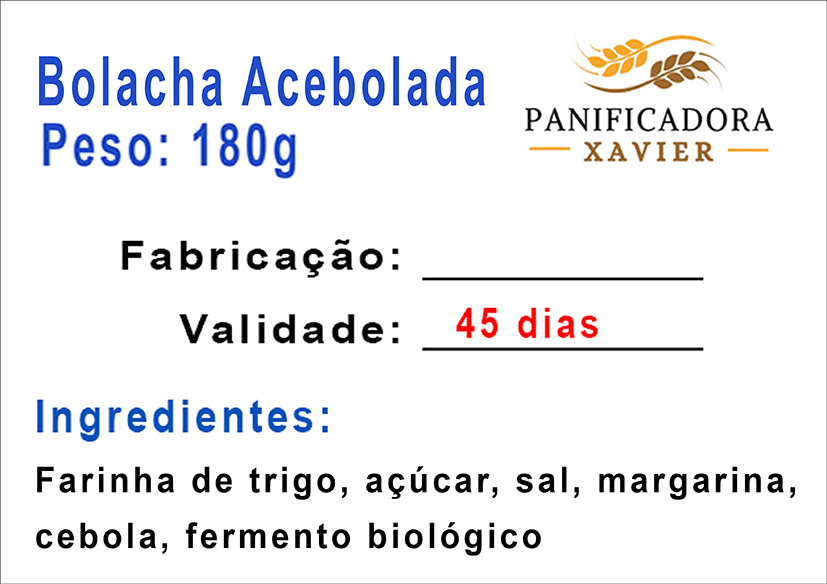 Bolacha Acebolada
Peso: 180g
PANIFICADORA
XAVIER
Fabricação:
Validade: 45 dias
Ingredientes:
Farinha de trigo, açúcar, sal, margarina,
cebola, fermento biológico